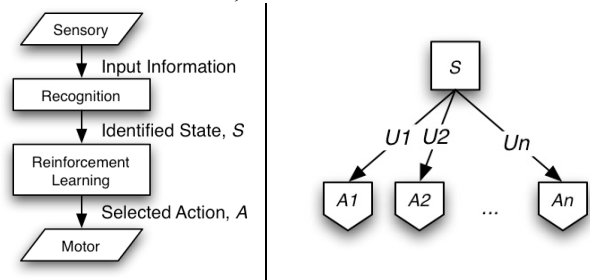 Sensory
Input Information
Recognition
Identified State, S
Reinforcement
Learning
Selected Action, A
Motor
S
U1 U2 Un
A1 A2 ... An